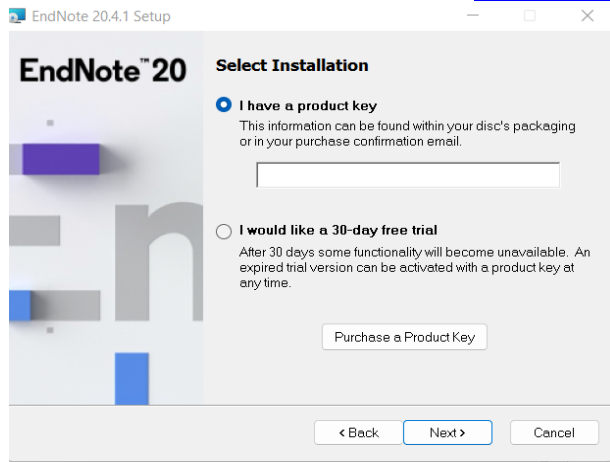 EndNote 20.4.1 Setup
EndNote™20
Select Installation
I have a product key
This information can be found within your disc's packaging
or in your purchase confirmation email.
I would like a 30-day free trial
After 30 days some functionality will become unavailable. An
expired trial version can be activated with a product key at
any time.
Purchase a Product Key
< Back
Next >
Cancel